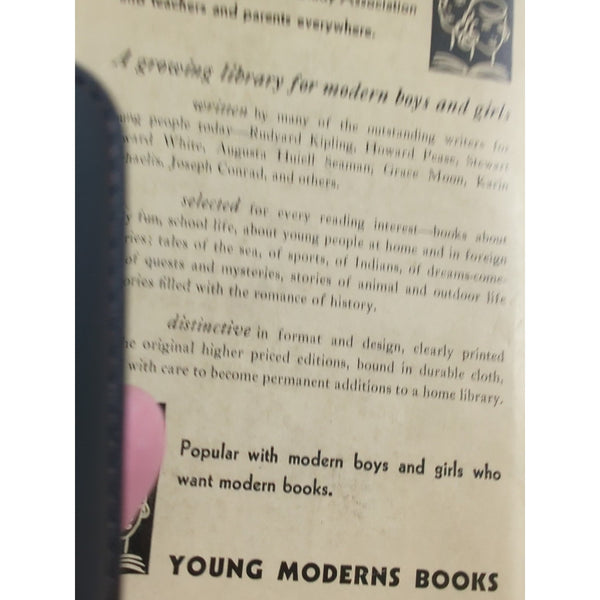 Association
and teachers and parents everywhere.
A growing library for modern boys and girls
written by many of the outstanding writers for
people today—Rudyard Kipling, Howard Pease, Stewart
White, Augusta Huiell Seaman, Grace Moon, Karin
Joseph Conrad, and others.
selected for every reading interest—books about
fun, school life, about young people at home and in foreign
tales of the sea, of sports, of Indians, of dreams-come-
of quests and mysteries, stories of animal and outdoor life
filled with the romance of history.
distinctive in format and design, clearly printed
original higher priced editions, bound in durable cloth,
with care to become permanent additions to a home library.
Popular with modern boys and girls who
want modern books.
YOUNG MODERNS BOOKS